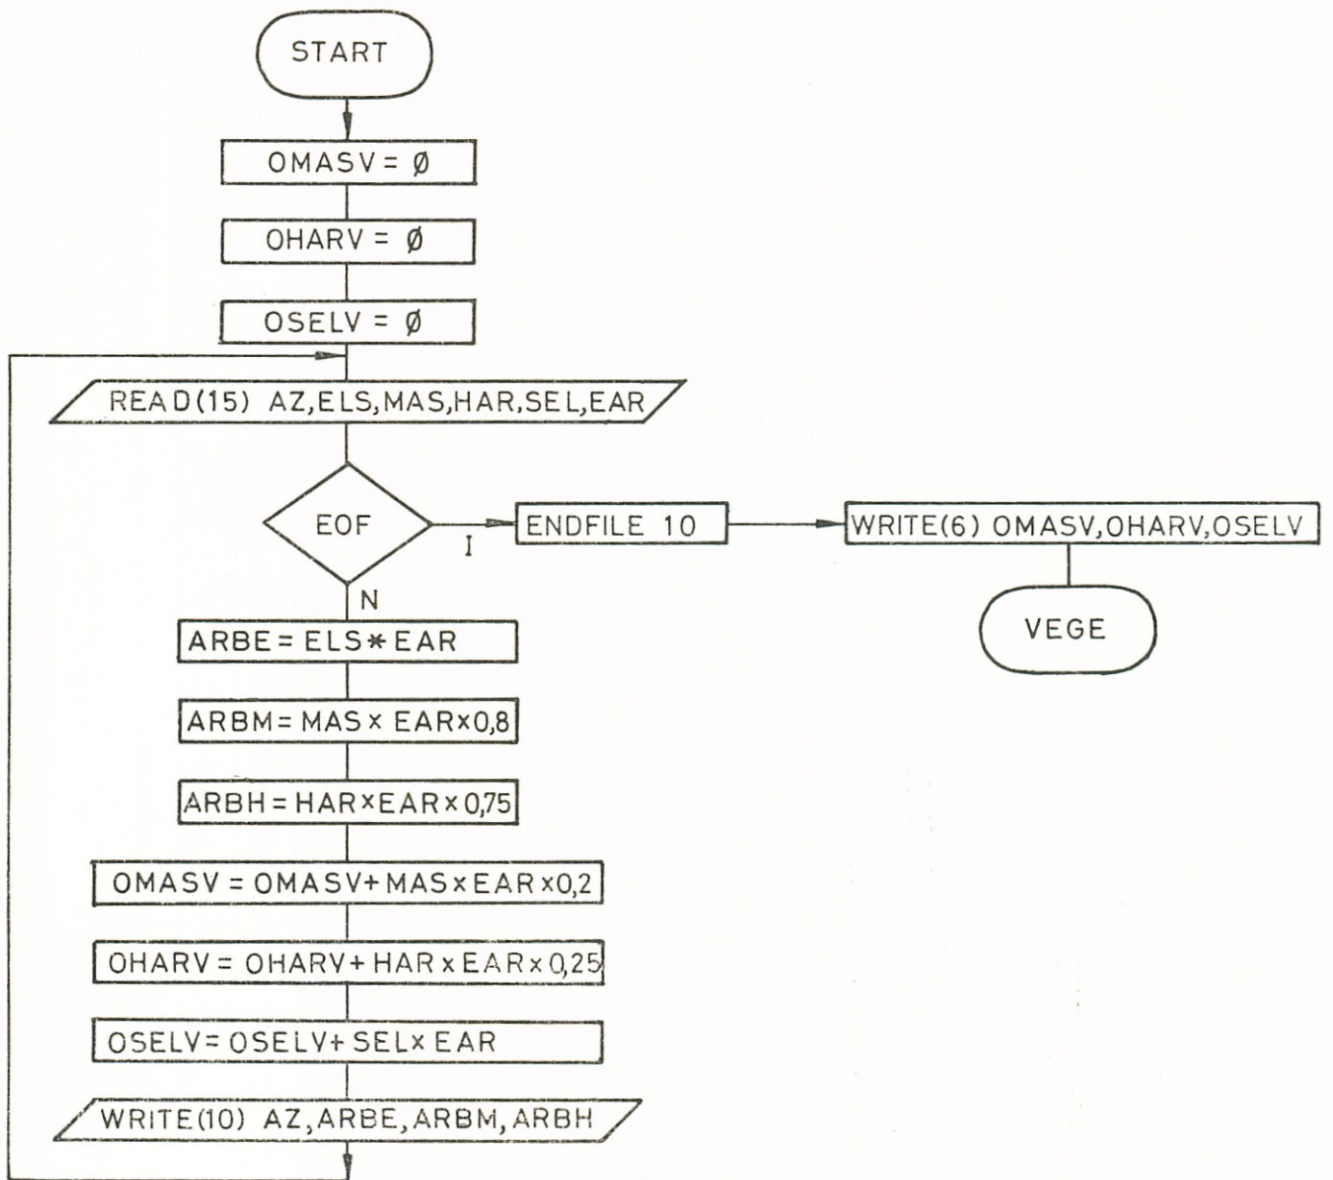 START
OMASV = Ø
OHARV = Ø
OSELV = Ø
READ(15) AZ,ELS,MAS,HAR,SEL,EAR
EOF
I
ENDFILE 10
WRITE(6) OMASV,OHARV,OSELV
VEGE
N
ARBE = ELS* EAR
ARBM = MAS x EAR x 0,8
ARBH = HAR x EAR x 0,75
OMASV = OMASV + MAS x EAR x 0,2
OHARV = OHARV + HAR x EAR x 0,25
OSELV = OSELV + SEL x EAR
WRITE(10) AZ,ARBE,ARBM,ARBH